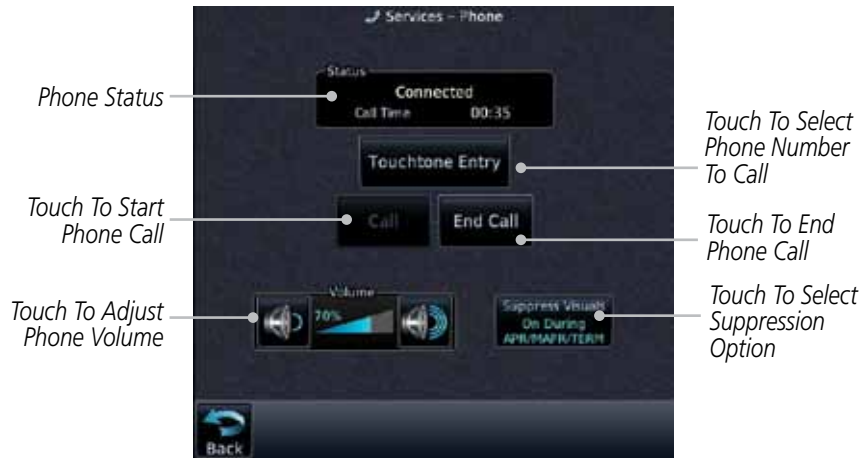 Services – Phone
Phone Status
Status
Connected
Call Time 00:35
Touchtone Entry
Touch To Select
Phone Number
To Call
Touch To Start
Phone Call
Call
End Call
Touch To End
Phone Call
Touch To Adjust
Phone Volume
Volume
70%
Suppress Visuals
On During
APR/MAPR/TERM
Touch To Select
Suppression
Option
Back